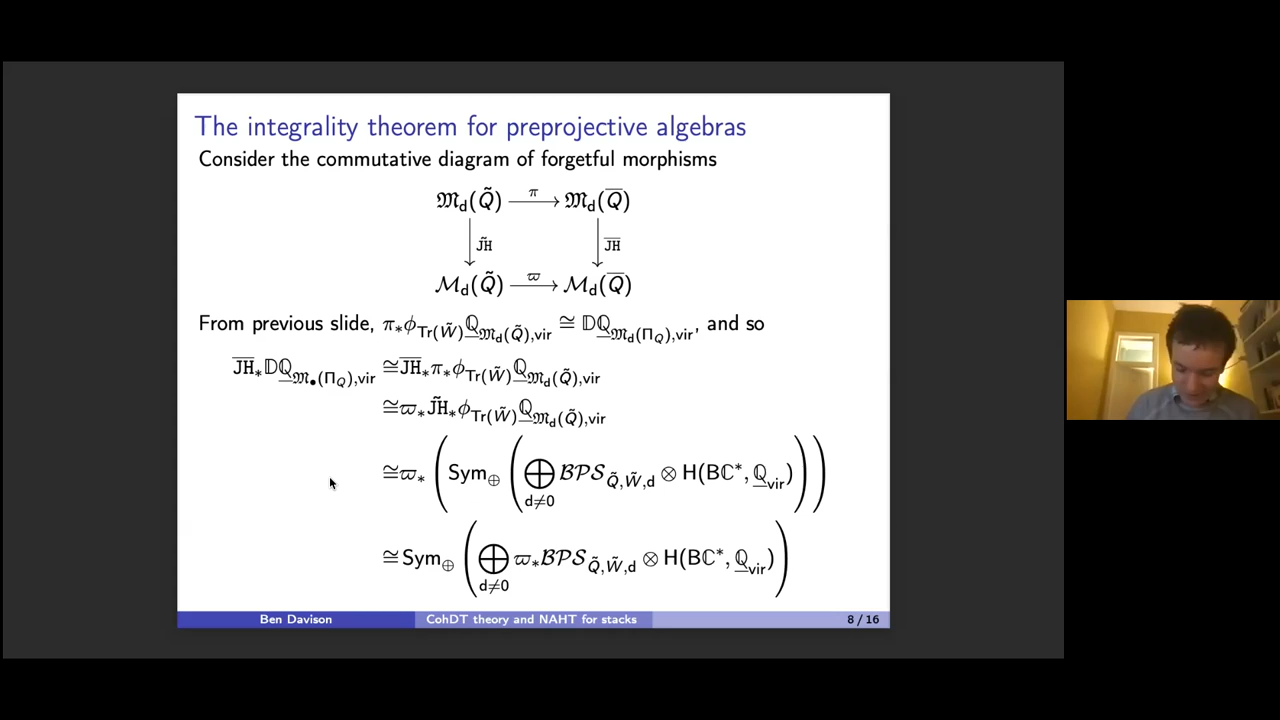 The integrality theorem for preprojective algebras
Consider the commutative diagram of forgetful morphisms
𝔐_d(Q̃) —π→ 𝔐_d(Q̅)
↓ J̃H ↓ J̅H̅
ℳ_d(Q̃) —ϖ→ ℳ_d(Q̅)
From previous slide, π_*ϕ_{Tr(W̃)}ℚ_{𝔐_d(Q̃),vir} ≅ 𝔻ℚ_{𝔐_d(Π_Q),vir}, and so
J̅H̅_*𝔻ℚ_{𝔐_•(Π_Q),vir} ≅J̅H̅_*π_*ϕ_{Tr(W̃)}ℚ_{𝔐_d(Q̃),vir}
≅ϖ_*J̃H_*ϕ_{Tr(W̃)}ℚ_{𝔐_d(Q̃),vir}
≅ϖ_*(Sym_⊕(⊕_{d≠0} ℬ𝒫𝒮_{Q̃,W̃,d} ⊗ H(Bℂ*, ℚ_vir)))
≅Sym_⊕(⊕_{d≠0} ϖ_*ℬ𝒫𝒮_{Q̃,W̃,d} ⊗ H(Bℂ*, ℚ_vir))
Ben Davison CohDT theory and NAHT for stacks 8 / 16